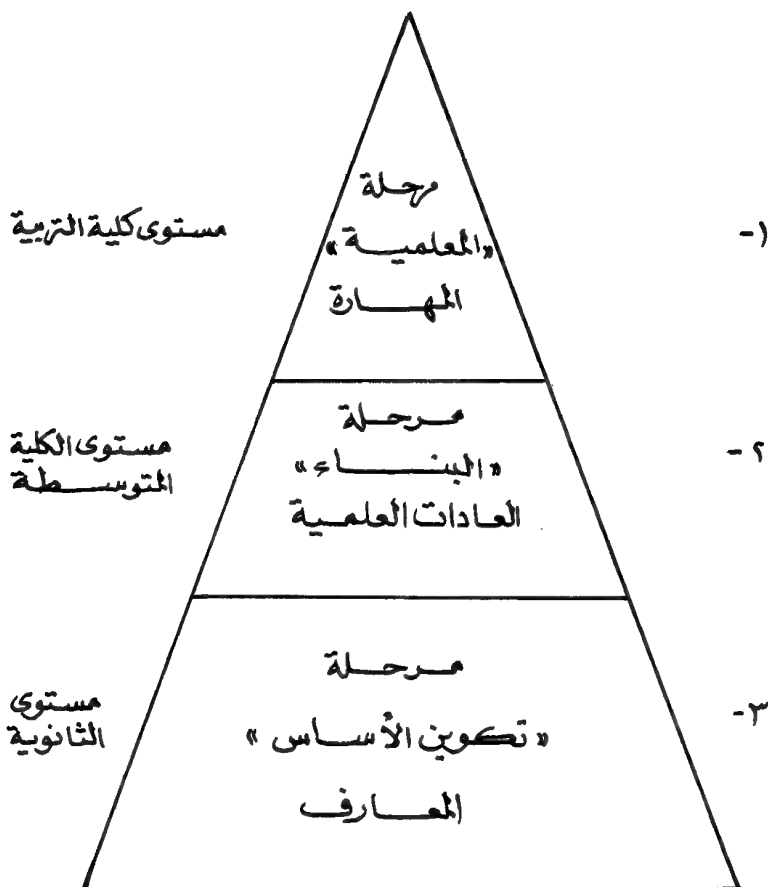 مرحلة
١-
«المعلمية»
مستوى كلية التربية
المهارة
مرحلة
٢-
«البناء»
مستوى الكلية
المتوسطة
العادات العلمية
مرحلة
٣-
«تكوين الأساس»
مستوى
الثانوية
المعارف